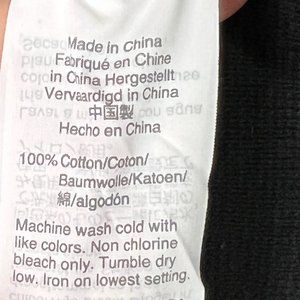 Made in China
Fabriqué en Chine
in China Hergestellt
Vervaardigd in China
中国製
Hecho en China
100% Cotton/Coton/
Baumwolle/Katoen/
綿/algodón
Machine wash cold with
like colors. Non chlorine
bleach only. Tumble dry
low. Iron on lowest setting.